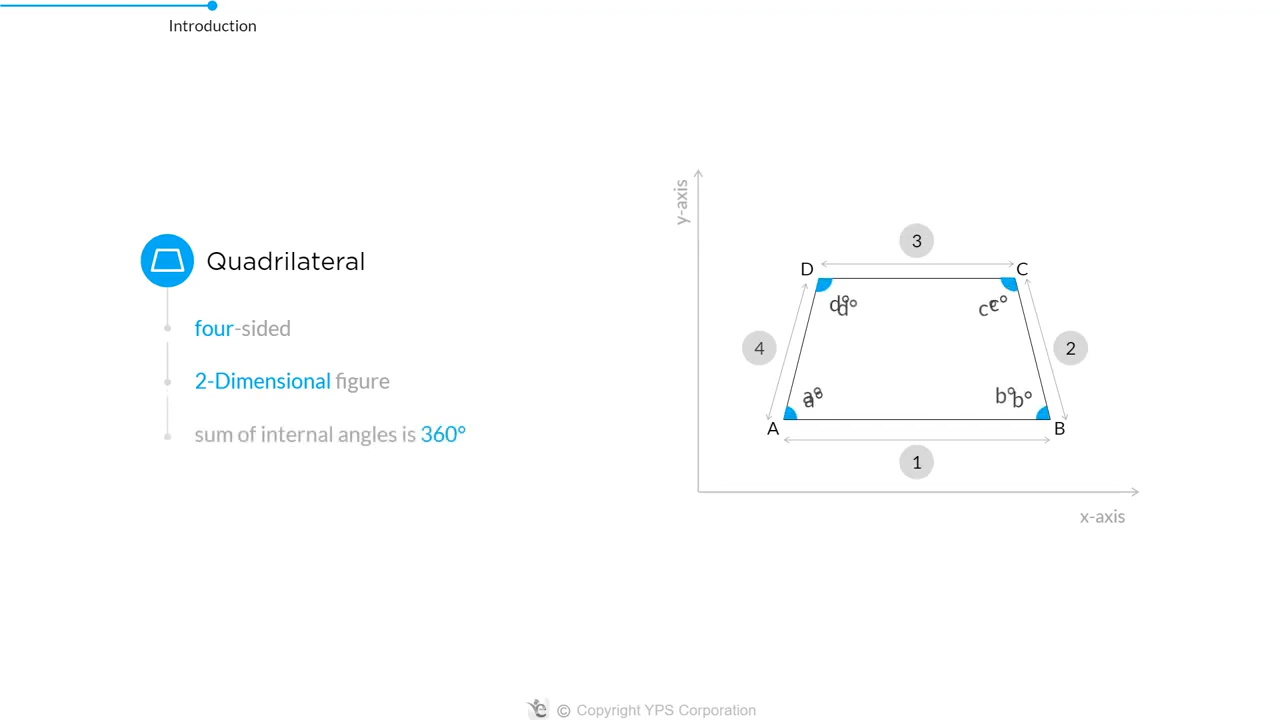 Introduction
Quadrilateral
four-sided
2-Dimensional figure
sum of internal angles is 360°
y-axis
3
D
C
d°
d°
c°
c°
4
2
a°
a°
b°
b°
A
B
1
x-axis
© Copyright YPS Corporation